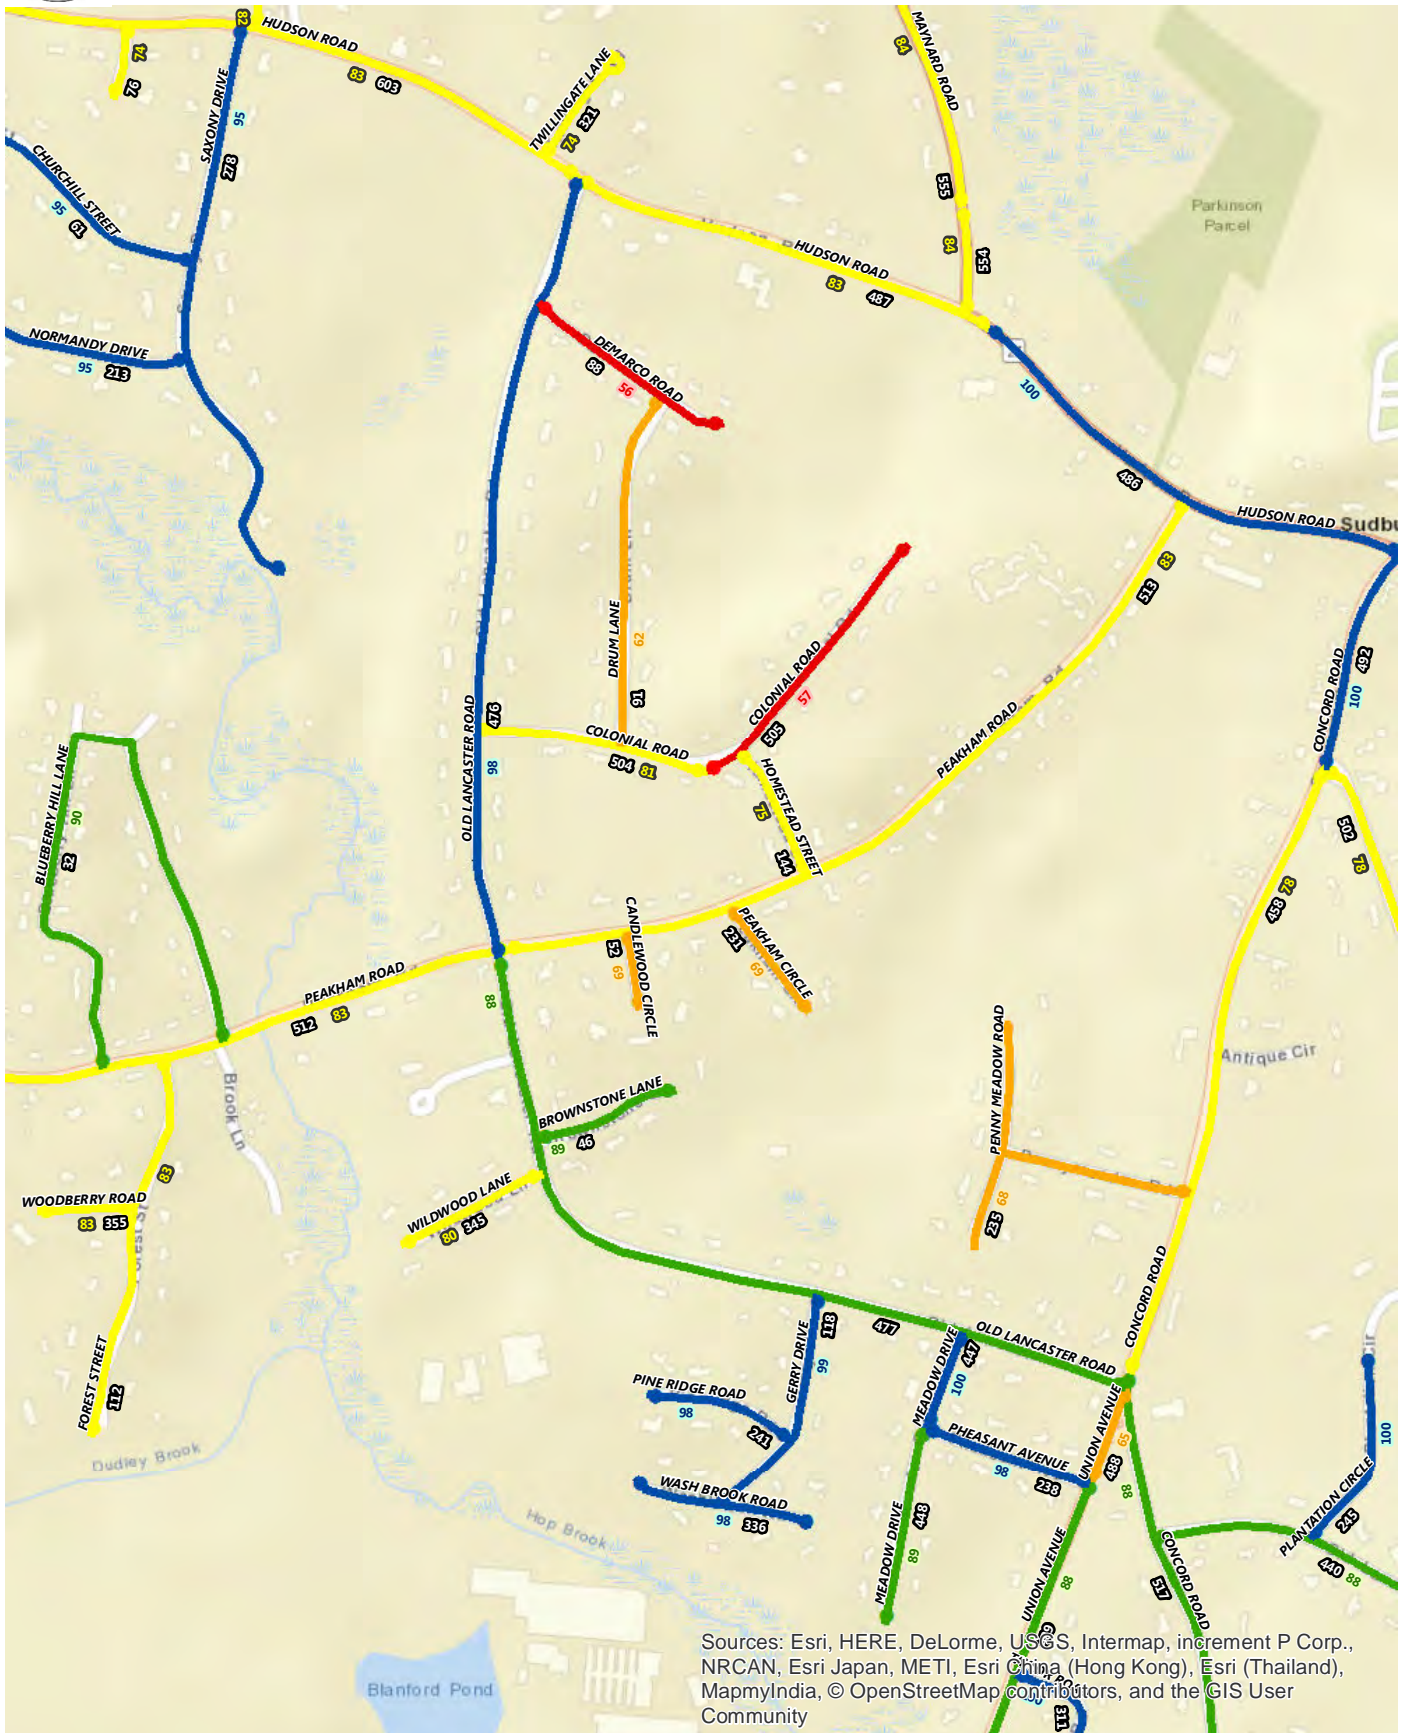 82
HUDSON ROAD
83
603
74
76
SAXONY DRIVE
95
278
CHURCHILL STREET
95
61
NORMANDY DRIVE
95
213
TWILLINGATE LANE
74
321
MAYNARD ROAD
84
555
84
554
Parkinson
Parcel
HUDSON ROAD
83
487
DEMARCO ROAD
88
56
100
486
HUDSON ROAD
Sudbu
83
513
DRUM LANE
62
16
COLONIAL ROAD
57
505
OLD LANCASTER ROAD
476
98
COLONIAL ROAD
504
81
HOMESTEAD STREET
75
144
PEAKHAM ROAD
CONCORD ROAD
492
100
502
78
458
78
BLUEBERRY HILL LANE
90
32
PEAKHAM ROAD
512
83
CANDLEWOOD CIRCLE
52
69
PEAKHAM CIRCLE
231
69
88
Brook Ln
BROWNSTONE LANE
89
46
PENNY MEADOW ROAD
68
235
Antique Cir
WOODBERRY ROAD
83
355
83
Forest St
WILDWOOD LANE
80
345
FOREST STREET
112
CONCORD ROAD
GERRY DRIVE
118
99
477
OLD LANCASTER ROAD
MEADOW DRIVE
447
100
PINE RIDGE ROAD
98
241
PHEASANT AVENUE
98
238
UNION AVENUE
65
488
88
WASH BROOK ROAD
98
336
Dudley Brook
Hop Brook
MEADOW DRIVE
448
89
UNION AVENUE
88
CONCORD ROAD
517
PLANTATION CIRCLE
245
100
440
88
311
Blanford Pond
Sources: Esri, HERE, DeLorme, USGS, Intermap, increment P Corp.,
NRCAN, Esri Japan, METI, Esri China (Hong Kong), Esri (Thailand),
MapmyIndia, © OpenStreetMap contributors, and the GIS User
Community